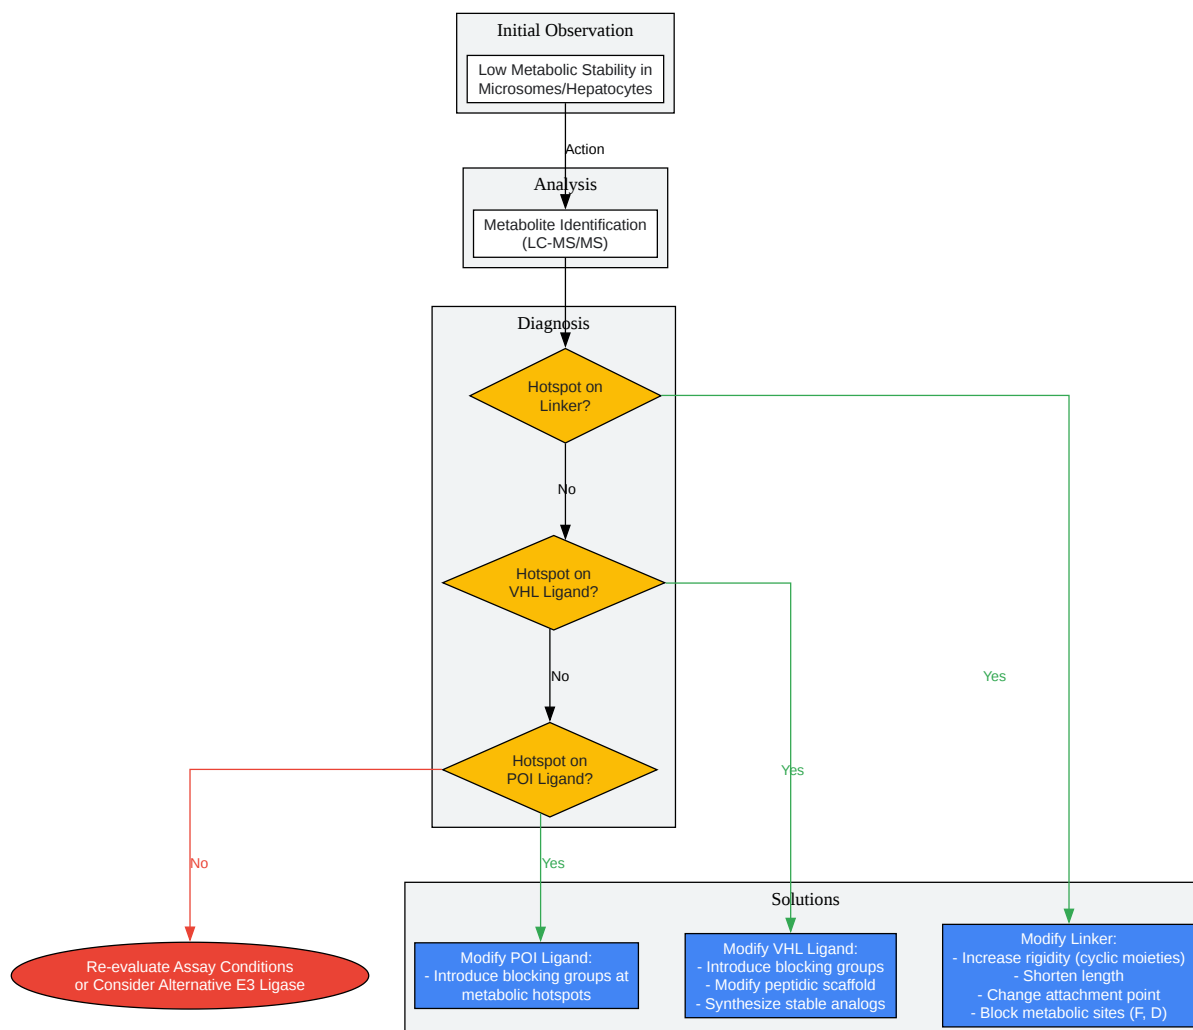 Initial Observation
Low Metabolic Stability in
Microsomes/Hepatocytes
Action
Analysis
Metabolite Identification
(LC-MS/MS)
Diagnosis
Hotspot on
Linker?
No
Hotspot on
VHL Ligand?
Yes
No
Hotspot on
POI Ligand?
Yes
No
Yes
Solutions
Re-evaluate Assay Conditions
or Consider Alternative E3 Ligase
Modify POI Ligand:
- Introduce blocking groups at
metabolic hotspots
Modify VHL Ligand:
- Introduce blocking groups
- Modify peptidic scaffold
- Synthesize stable analogs
Modify Linker:
- Increase rigidity (cyclic moieties)
- Shorten length
- Change attachment point
- Block metabolic sites (F, D)